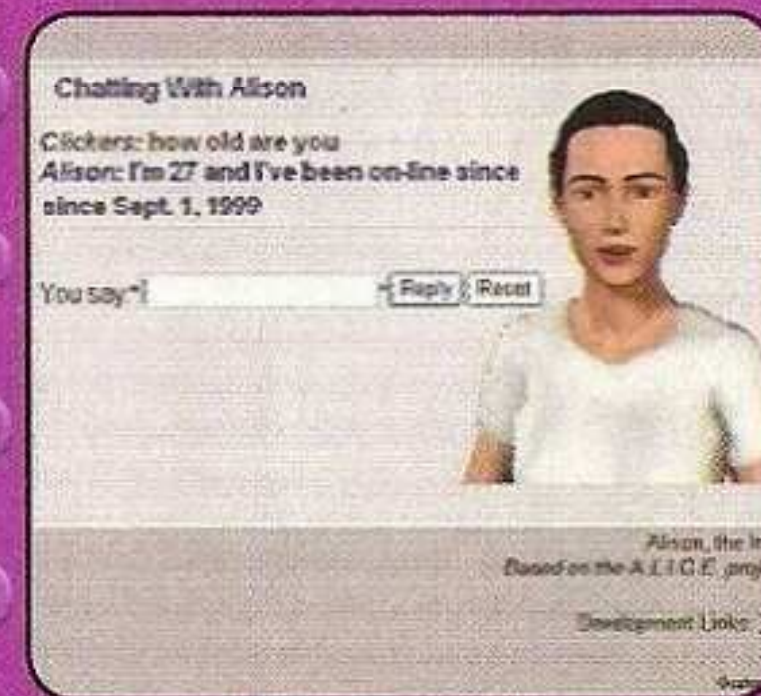 Chatting With Alison
Clickers: how old are you
Alison: I'm 27 and I've been on-line since
since Sept. 1, 1999
You say:
Reply Reset
Alison, the
Based on the A.L.I.C.E.
Development Links: